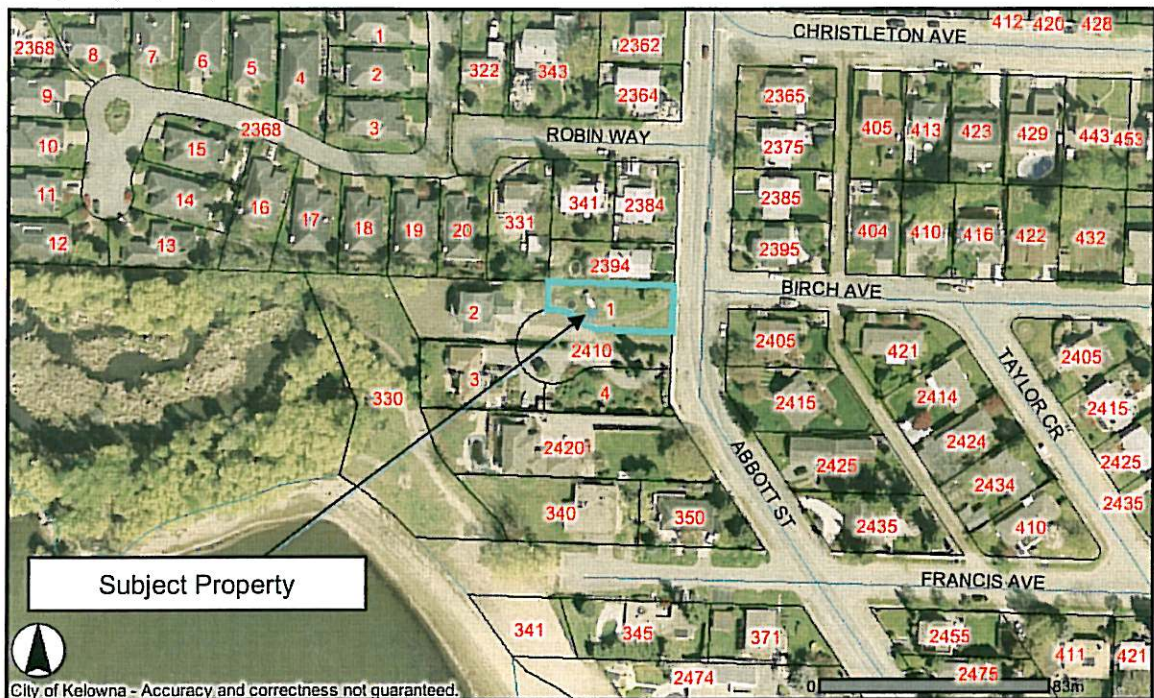 412 420 428
CHRISTLETON AVE
2368 8 7 6 5 4 1
322 343 2362
2
9
2364
2365
405 413 423 429 443 453
3
2368
ROBIN WAY
10
15
2375
11
14
16 17 18 19 20 331 341 2384
2385
404 410 416 422 432
12 13
2394
2395
BIRCH AVE
2 1
2410
2405 421
2405
3
330
4
2415
2414
TAYLOR CR
2415
2420
2424
2425
ABBOTT ST
2425
2434
2435
340 350
2435
410
Subject Property
FRANCIS AVE
341 345 371
2455
411 421
2474
2475
City of Kelowna - Accuracy and correctness not guaranteed.
0 83m